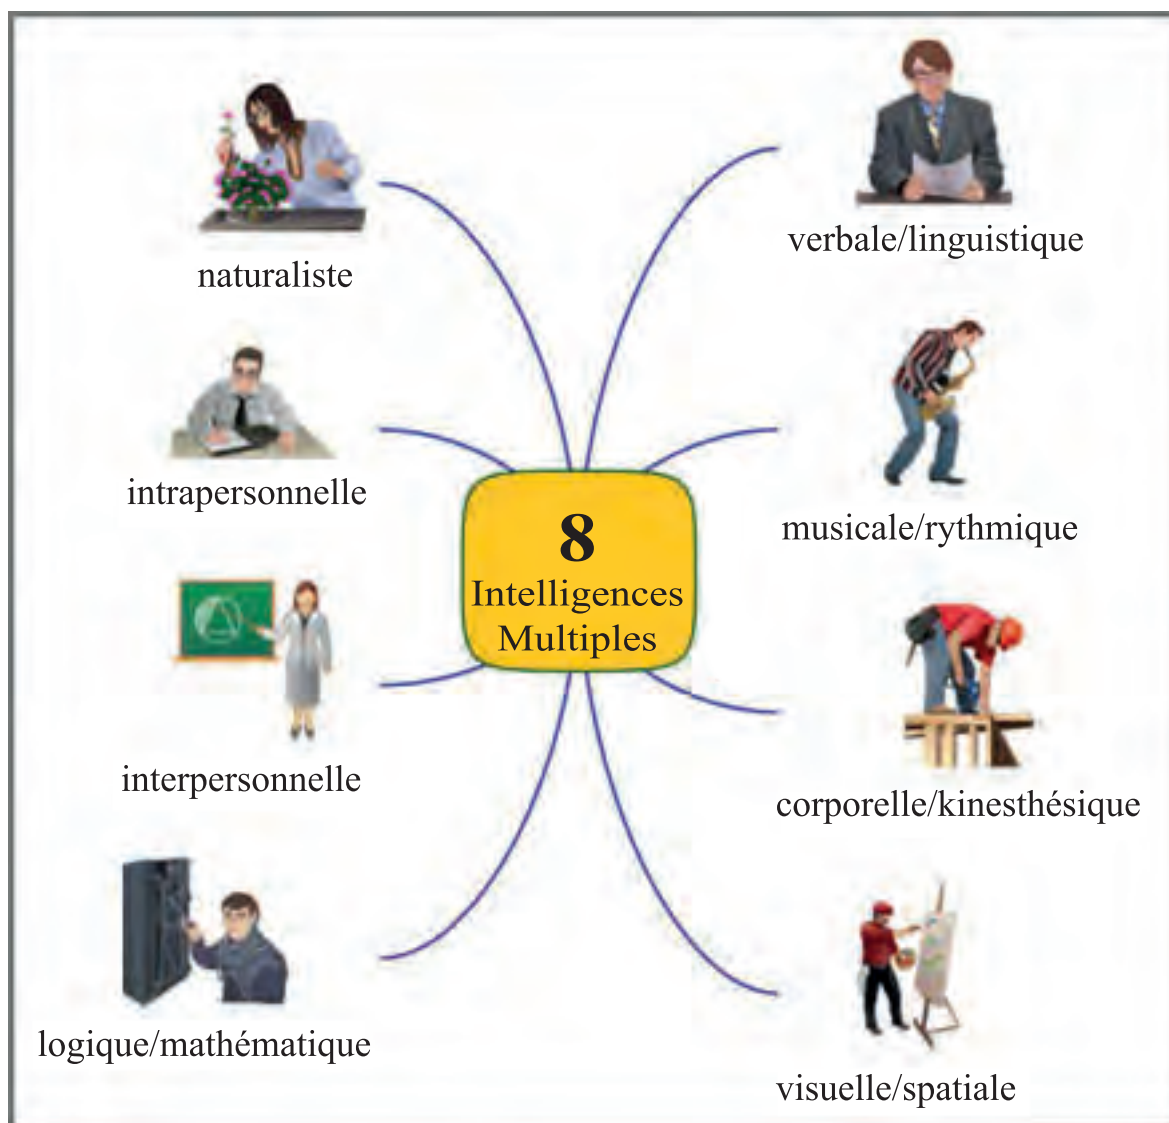 naturaliste
intrapersonnelle
interpersonnelle
logique/mathématique
8
Intelligences
Multiples
verbale/linguistique
musicale/rythmique
corporelle/kinesthésique
visuelle/spatiale